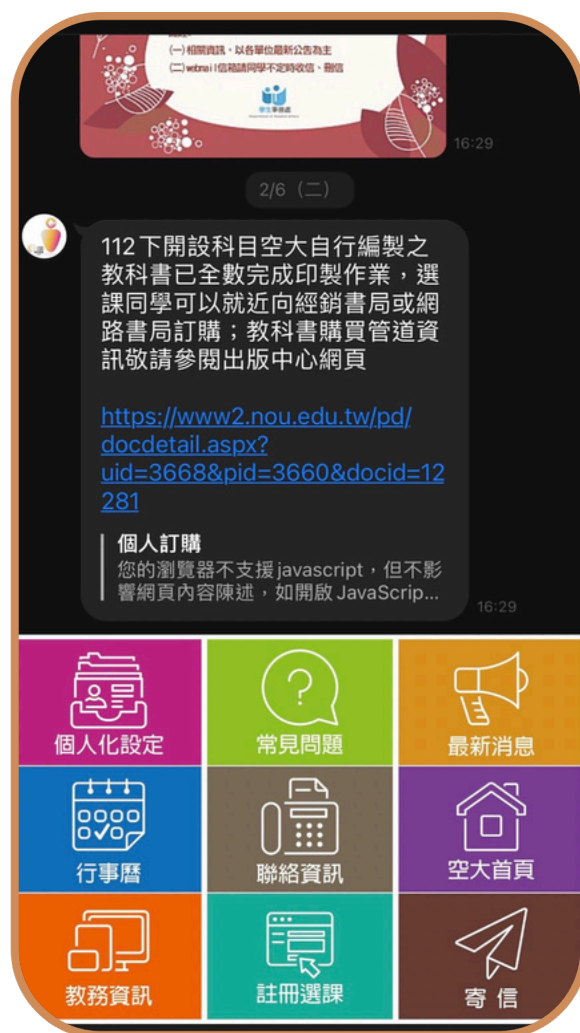 (一)相關資訊,以各單位最新公告為主
(二)webmail信箱請同學不定時收信、刪信
學生事務處
16:29
2/6(二)
112下開設科目空大自行編製之
教科書已全數完成印製作業,選
課同學可以就近向經銷書局或網
路書局訂購;教科書購買管道資
訊敬請參閱出版中心網頁
https://www2.nou.edu.tw/pd/
docdetail.aspx?
uid=3668&pid=3660&docid=12
281
個人訂購
您的瀏覽器不支援javascript,但不影
響網頁內容陳述,如開啟 JavaScrip...
16:29
個人化設定
常見問題
最新消息
行事曆
聯絡資訊
空大首頁
教務資訊
註冊選課
寄 信